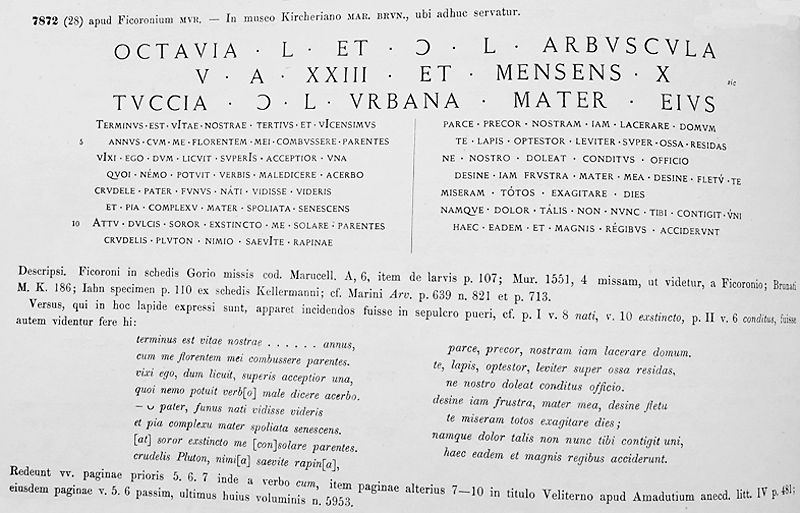 7872 (28) apud Ficoronium MVR. — In museo Kircheriano MAR. BRVN., ubi adhuc servatur.
OCTAVIA · L · ET · Ɔ · L · ARBVSCVLA
V · A · XXIII · ET · MENSENS · X
sic
TVCCIA · Ɔ · L · VRBANA · MATER · EIVS
TERMINVS · EST · VITAE · NOSTRAE · TERTIVS · ET · VICENSIMVS
5 ANNVS · CVM · ME · FLORENTEM · MEI · COMBVSSERE · PARENTES
VIXI · EGO · DVM · LICVIT · SVPERIS · ACCEPTIOR · VNA
QVOI · NÉMO · POTVIT · VERBIS · MALEDICERE · ACERBO
CRVDELE · PATER · FVNVS · NÁTI · VIDISSE · VIDERIS
ET · PIA · COMPLEXV · MATER · SPOLIATA · SENESCENS
10 ATTV · DVLCIS · SOROR · EXSTINCTO · ME · SOLARE · PARENTES
CRVDELIS · PLVTON · NIMIO · SAEVITE · RAPINAE
PARCE · PRECOR · NOSTRAM · IAM · LACERARE · DOMVM
TE · LAPIS · OPTESTOR · LEVITER · SVPER · OSSA · RESIDAS
NE · NOSTRO · DOLEAT · CONDITVS · OFFICIO
DESINE · IAM · FRVSTRA · MATER · MEA · DESINE · FLETÚ · TE
MISERAM · TÓTOS · EXAGITARE · DIES
NAMQVE · DOLOR · TÁLIS · NON · NVNC · TIBI · CONTIGIT · VNI
HAEC · EADEM · ET · MAGNIS · RÉGIBVS · ACCIDERVNT
Descripsi. Ficoroni in schedis Gorio missis cod. Marucell. A, 6, item de larvis p. 107; Mur. 1551, 4 missam, ut videtur, a Ficoronio; Brunati
M. K. 186; Iahn specimen p. 110 ex schedis Kellermanni; cf. Marini Arv. p. 639 n. 821 et p. 713.
Versus, qui in hoc lapide expressi sunt, apparet incidendos fuisse in sepulcro pueri, cf. p. I v. 8 nati, v. 10 exstincto, p. II v. 6 conditus, fuisse
autem videntur fere hi:
terminus est vitae nostrae . . . . . . annus,
cum me florentem mei combussere parentes.
vixi ego, dum licuit, superis acceptior una,
quoi nemo potuit verb[o] male dicere acerbo.
– ᴗ pater, funus nati vidisse videris
et pia complexu mater spoliata senescens.
[at] soror exstincto me [con]solare parentes.
crudelis Pluton, nimi[a] saevite rapin[a],
parce, precor, nostram iam lacerare domum.
te, lapis, optestor, leviter super ossa residas,
ne nostro doleat conditus officio.
desine iam frustra, mater mea, desine fletu
te miseram totos exagitare dies;
namque dolor talis non nunc tibi contigit uni,
haec eadem et magnis regibus acciderunt.
Redeunt vv. paginae prioris 5. 6. 7 inde a verbo cum, item paginae alterius 7—10 in titulo Veliterno apud Amadutium anecd. litt. IV p. 481;
eiusdem paginae v. 5. 6 passim, ultimus huius voluminis n. 5953.